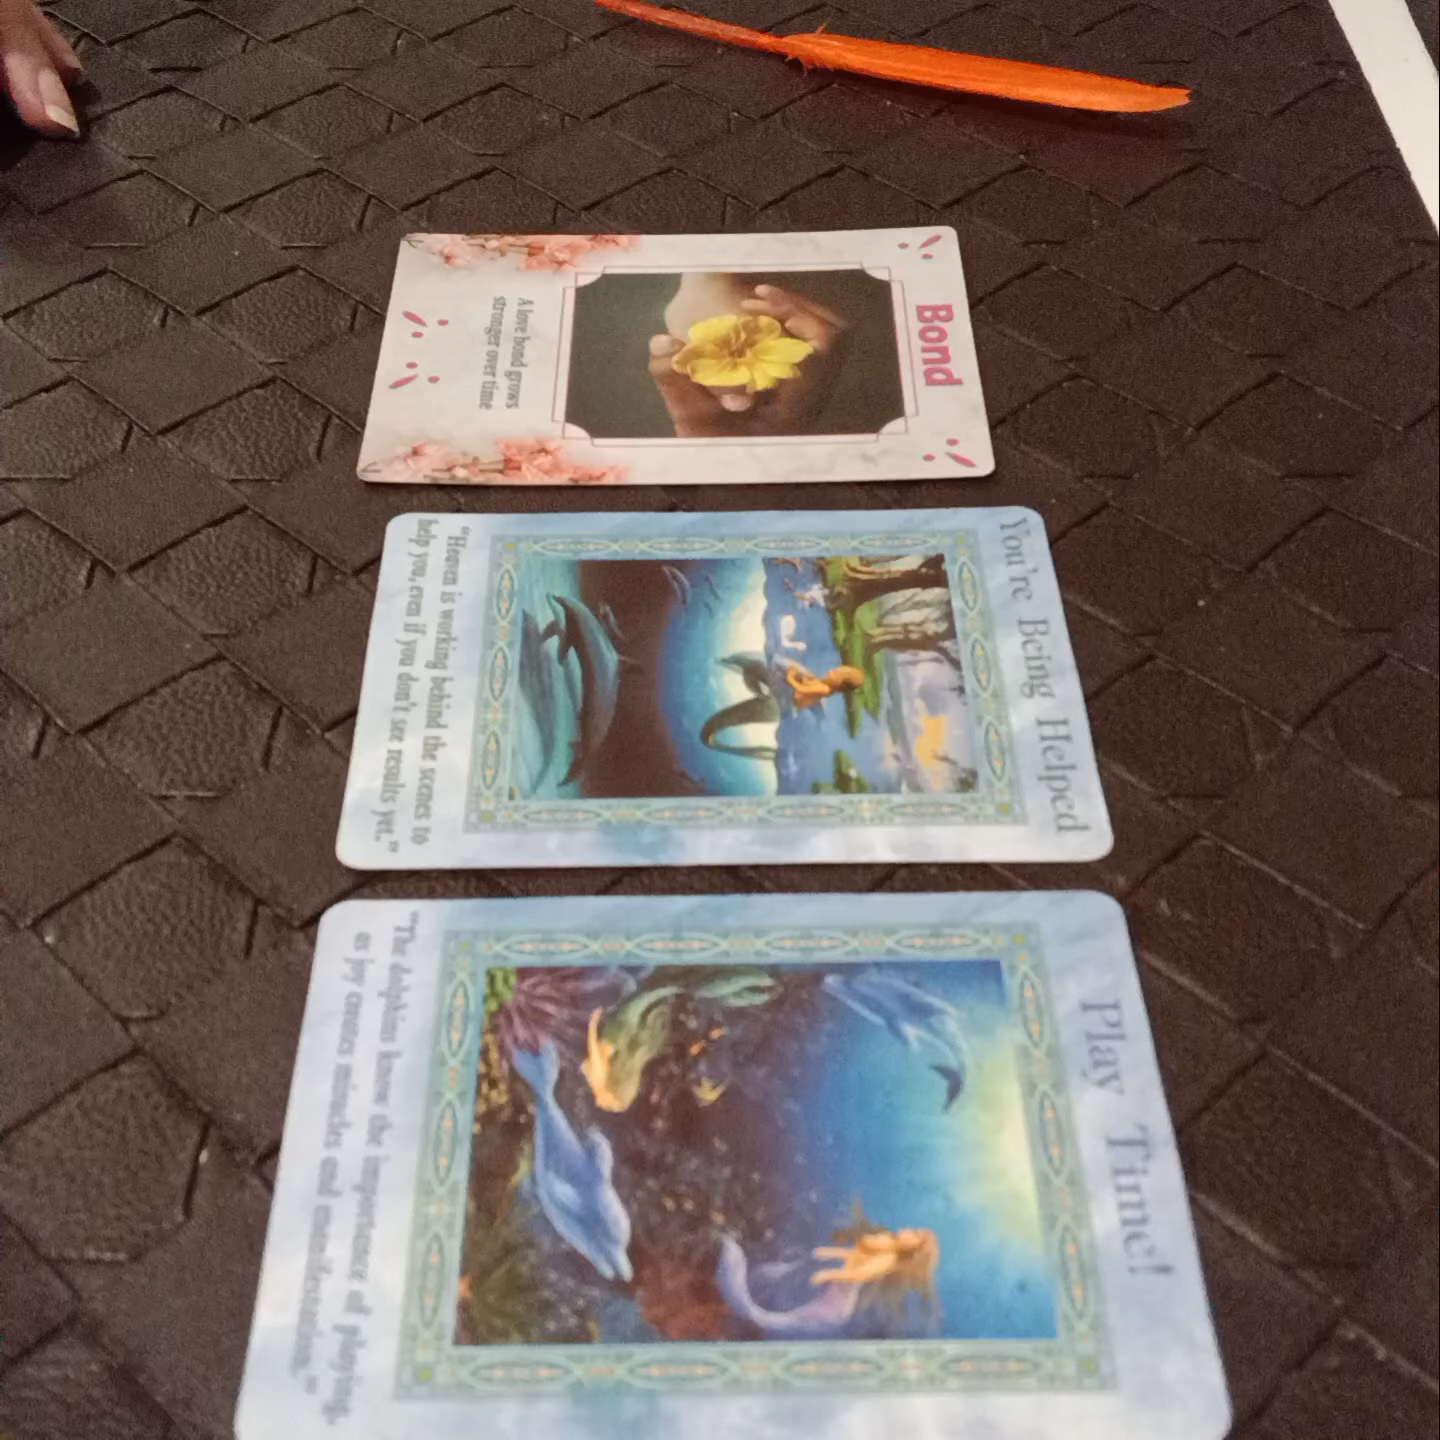 Bond
A love bond grows
stronger over time
You're Being Helped
"Heaven is working behind the scenes to
help you, even if you don't see results yet."
Play Time!
"The dolphins know the importance of playing,
as joy creates miracles and manifestation."